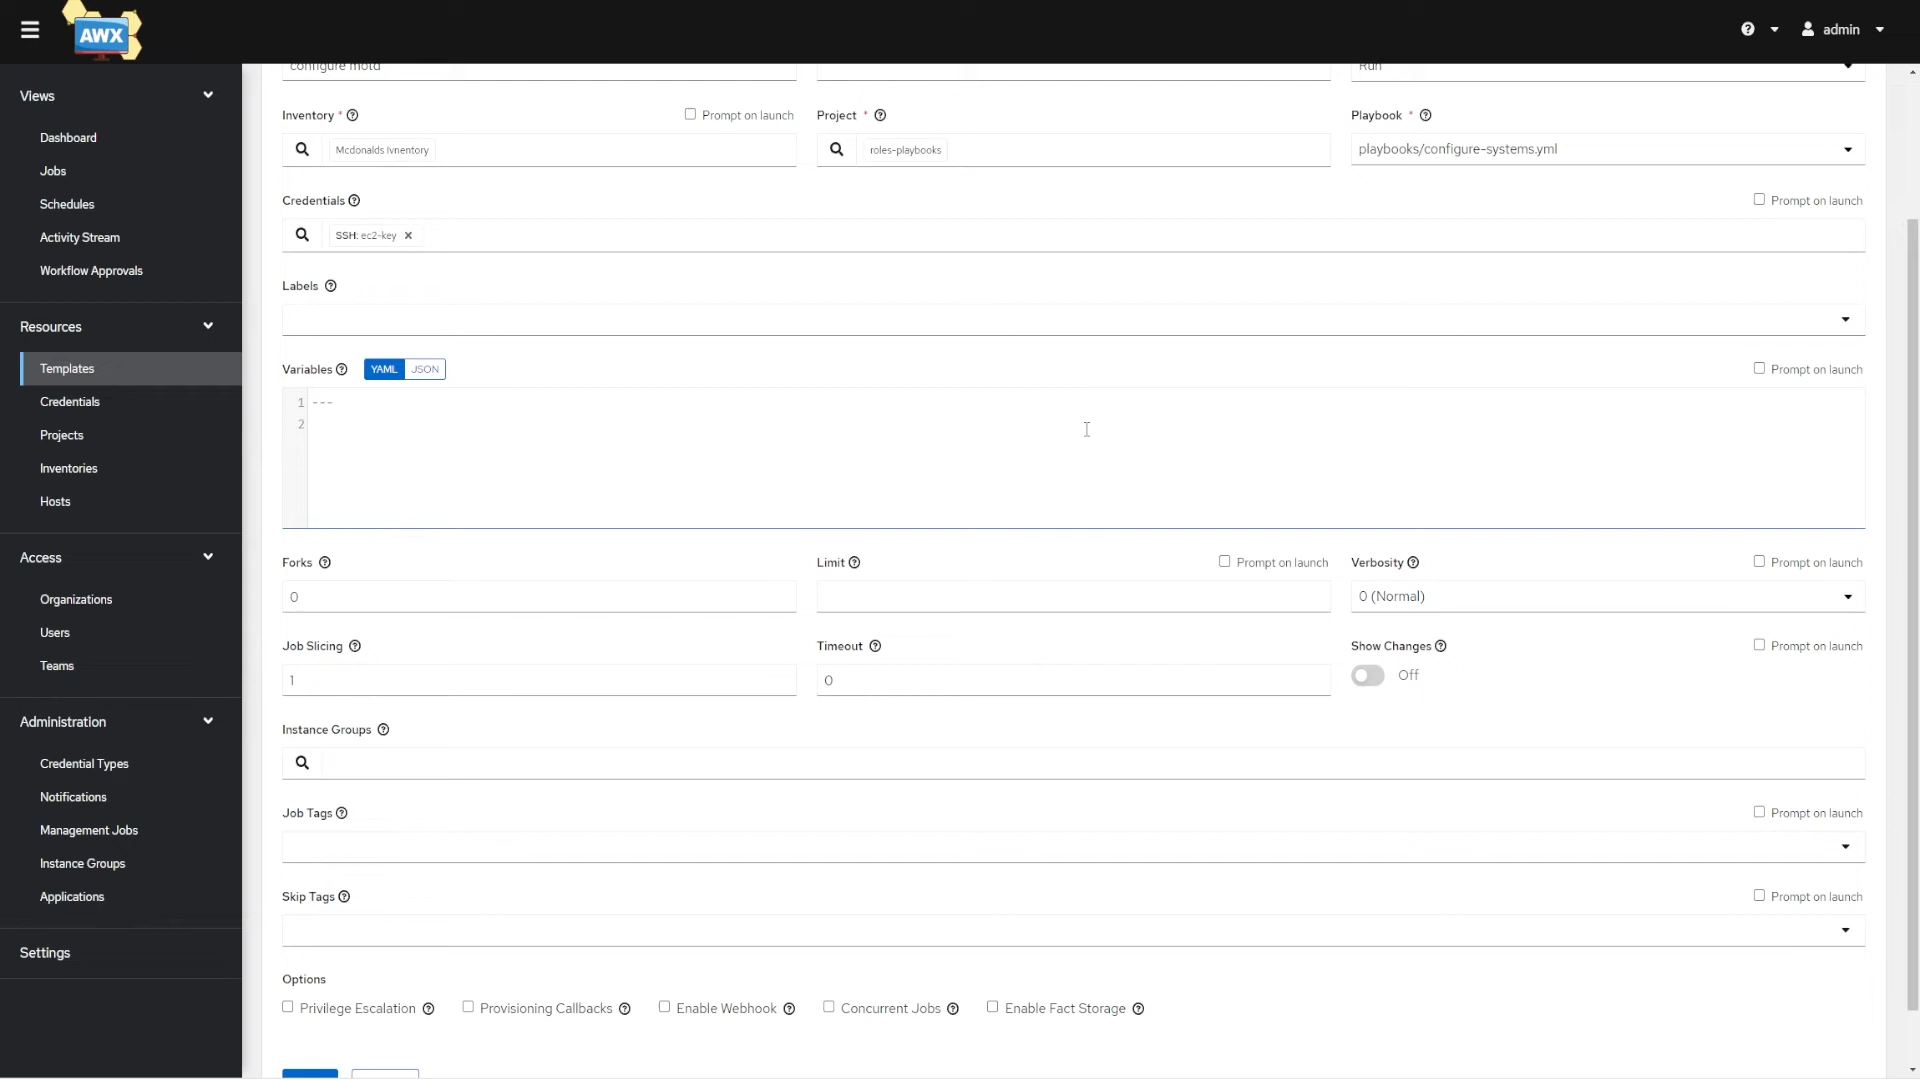 AWX
admin
Views
Dashboard
Jobs
Schedules
Activity Stream
Workflow Approvals
Resources
Templates
Credentials
Projects
Inventories
Hosts
Access
Organizations
Users
Teams
Administration
Credential Types
Notifications
Management Jobs
Instance Groups
Applications
Settings
configure motd
Run
Inventory * Prompt on launch
Mcdonalds Ivnentory
Project *
roles-playbooks
Playbook *
playbooks/configure-systems.yml
Credentials Prompt on launch
SSH: ec2-key
Labels
Variables YAML JSON Prompt on launch
1 ---
2
Forks
0
Limit Prompt on launch
Verbosity Prompt on launch
0 (Normal)
Job Slicing
1
Timeout
0
Show Changes Prompt on launch
Off
Instance Groups
Job Tags Prompt on launch
Skip Tags Prompt on launch
Options
Privilege Escalation Provisioning Callbacks Enable Webhook Concurrent Jobs Enable Fact Storage